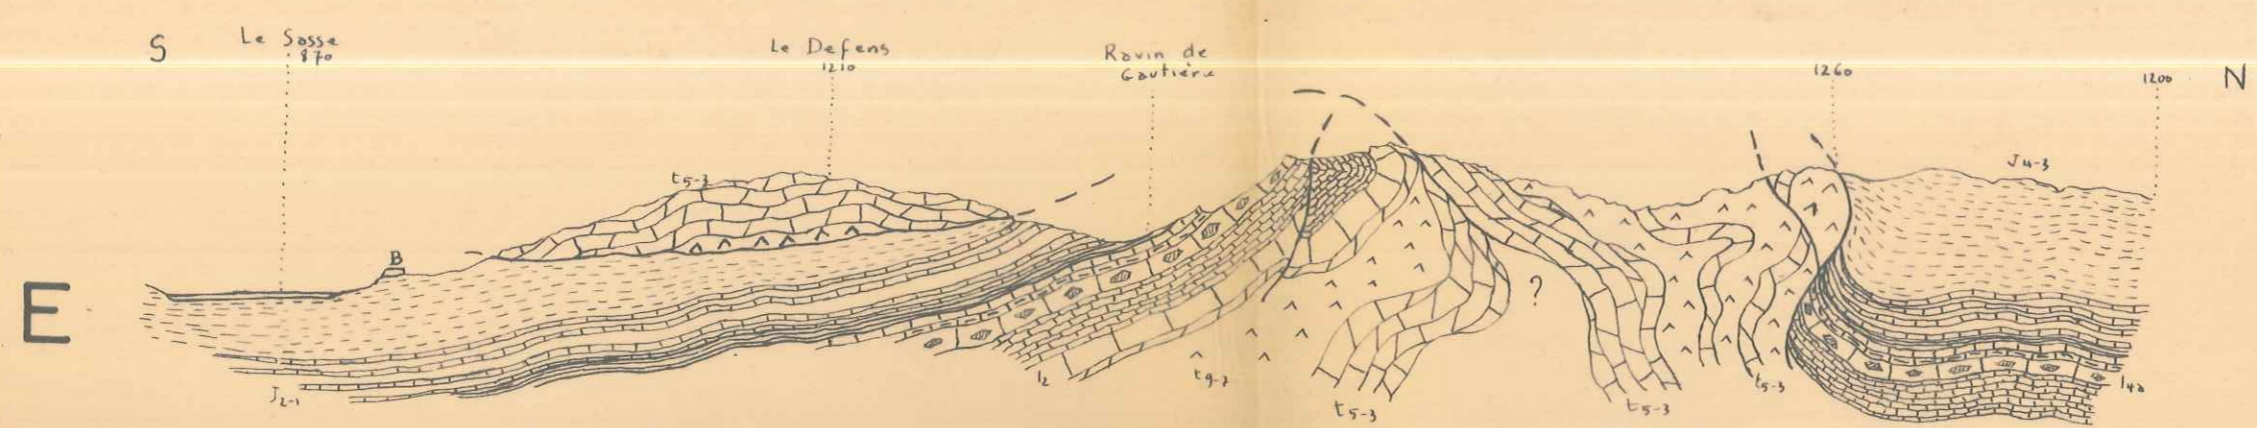 S
Le Sasse
870
Le Defens
1210
Ravin de
Gautière
1260
1200
N
J4-3
t5-3
B
E
?
J2-1
l2
t9-7
t5-3
t5-3
t5-3
l4a